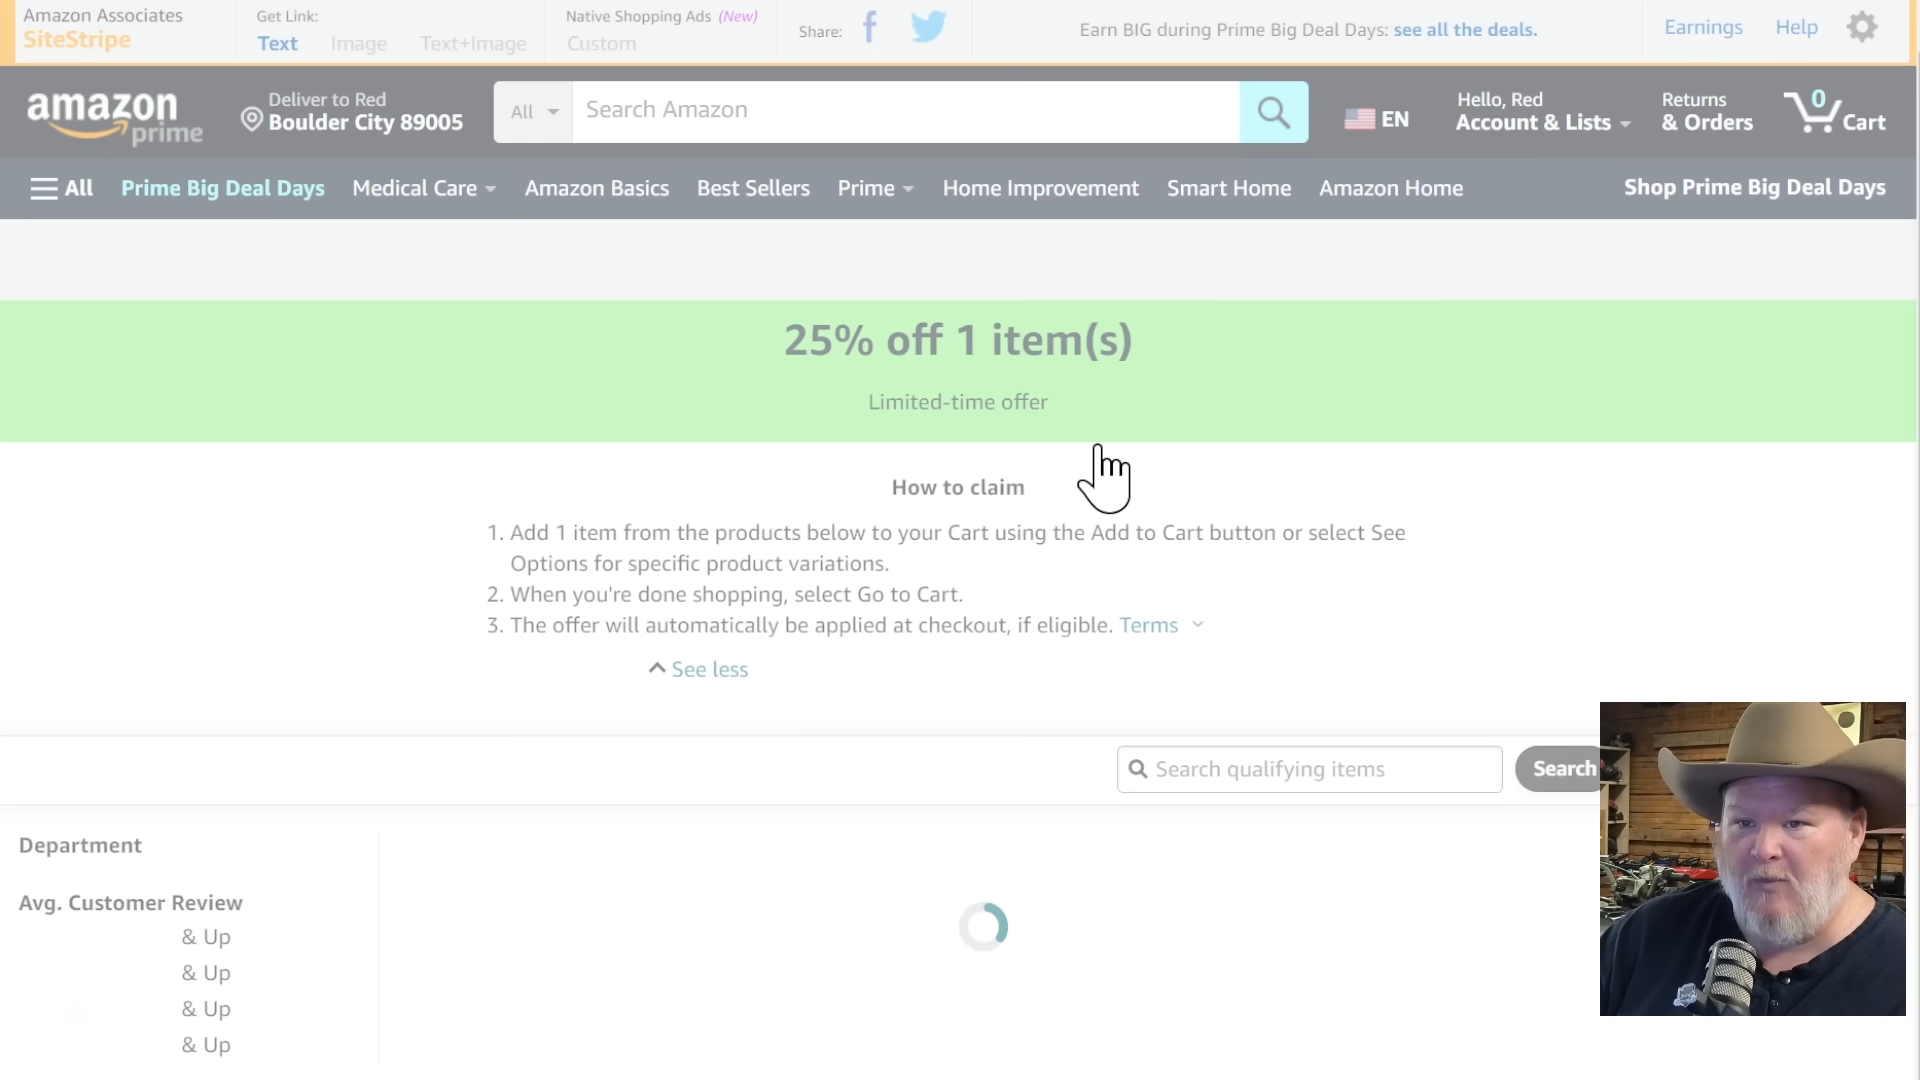 Amazon Associates
SiteStripe
Get Link:
Text Image Text+Image
Native Shopping Ads (New)
Custom
Share:
Earn BIG during Prime Big Deal Days: see all the deals.
Earnings Help
amazon
prime
Deliver to Red
Boulder City 89005
All
Search Amazon
EN
Hello, Red
Account & Lists
Returns
& Orders
0
Cart
All
Prime Big Deal Days
Medical Care
Amazon Basics
Best Sellers
Prime
Home Improvement
Smart Home
Amazon Home
Shop Prime Big Deal Days
25% off 1 item(s)
Limited-time offer
How to claim
1. Add 1 item from the products below to your Cart using the Add to Cart button or select See
Options for specific product variations.
2. When you're done shopping, select Go to Cart.
3. The offer will automatically be applied at checkout, if eligible. Terms
See less
Search qualifying items
Search
Department
Avg. Customer Review
& Up
& Up
& Up
& Up